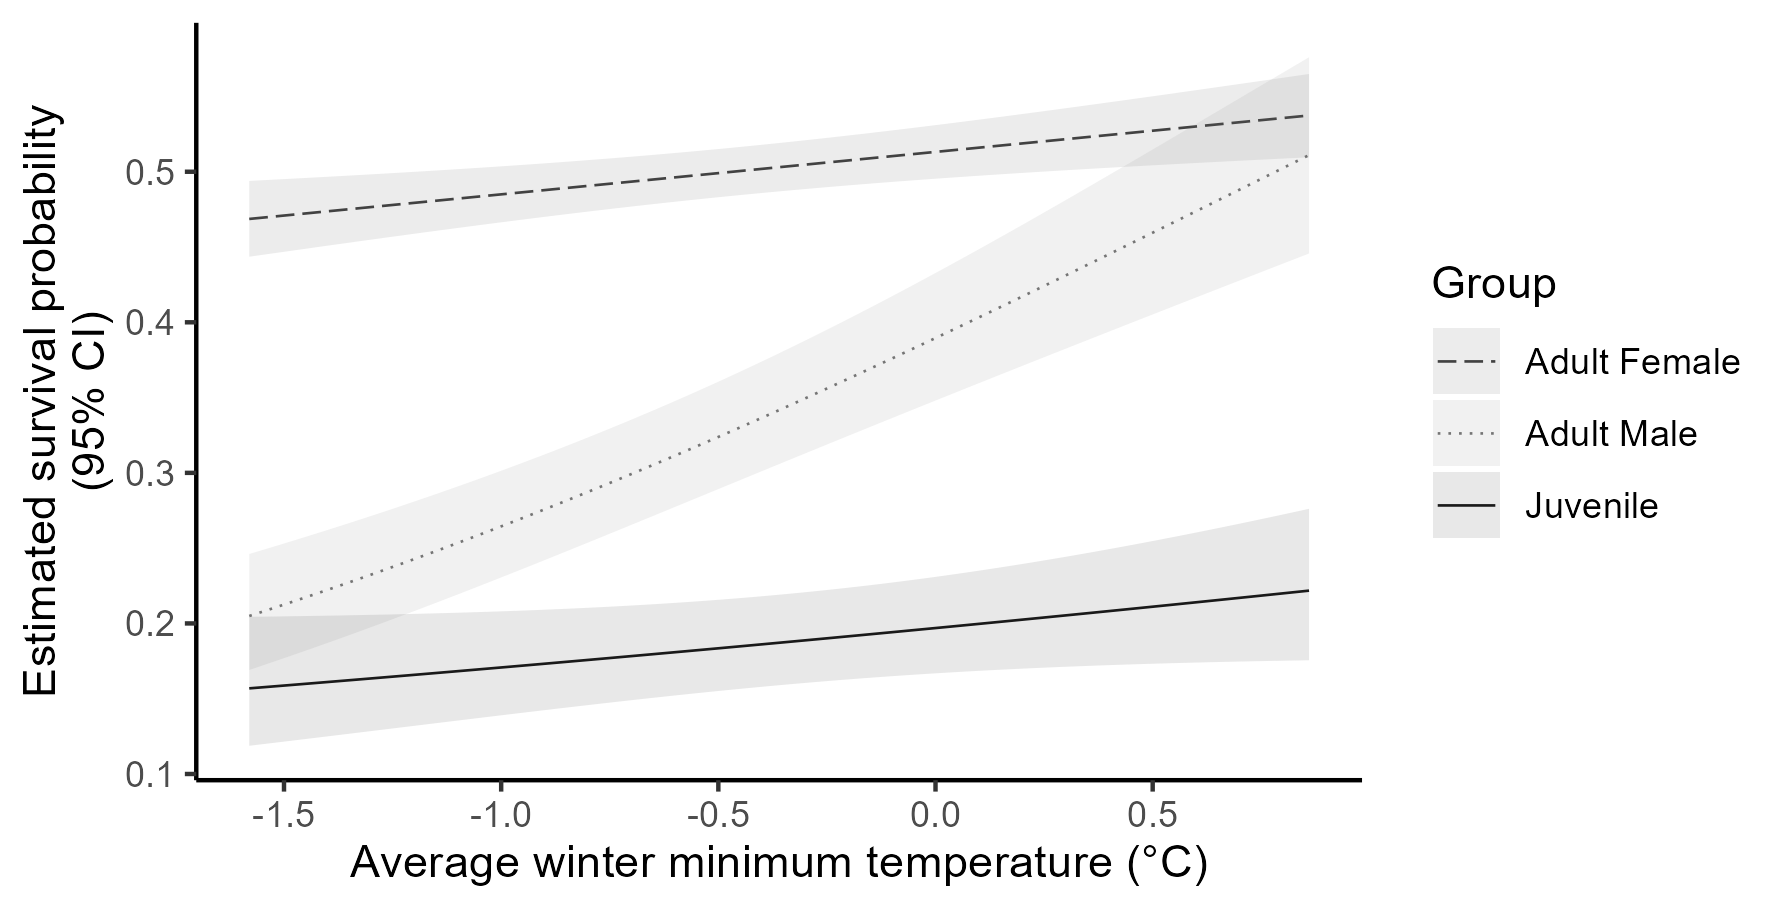 Estimated survival probability
(95% CI)
0.5
0.4
0.3
0.2
0.1
-1.5
-1.0
-0.5
0.0
0.5
Average winter minimum temperature (°C)
Group
Adult Female
Adult Male
Juvenile